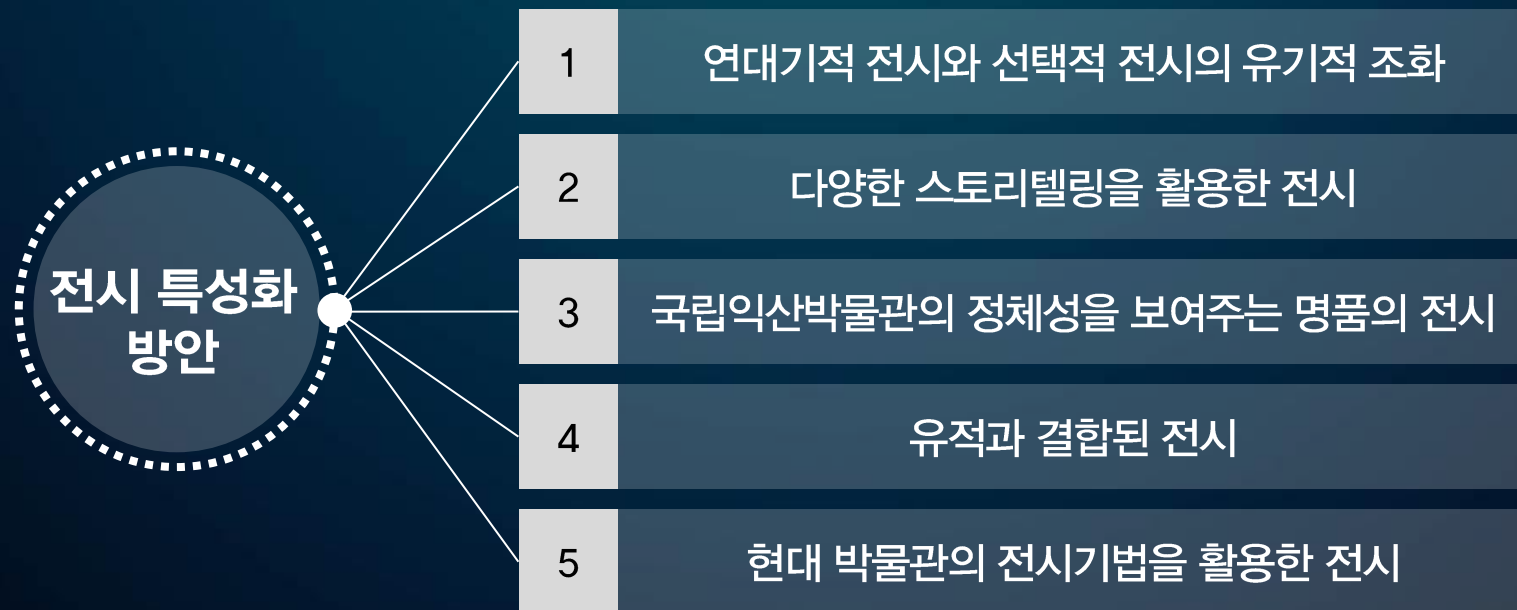 전시 특성화
방안
1
연대기적 전시와 선택적 전시의 유기적 조화
2
다양한 스토리텔링을 활용한 전시
3
국립익산박물관의 정체성을 보여주는 명품의 전시
4
유적과 결합된 전시
5
현대 박물관의 전시기법을 활용한 전시